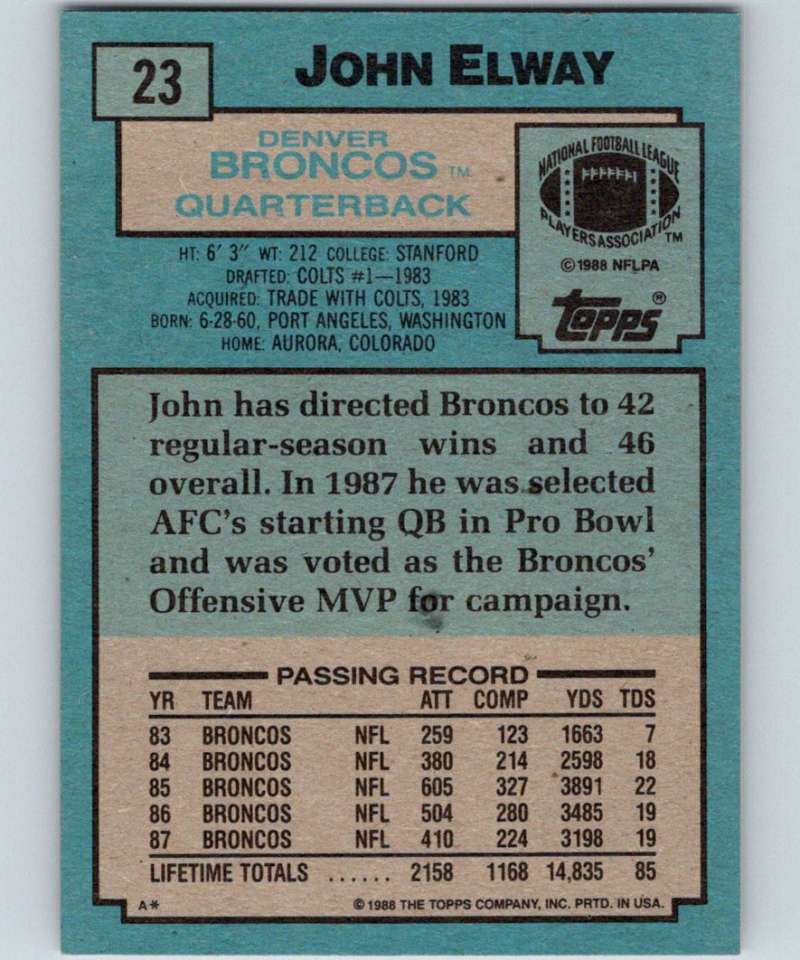 23
JOHN ELWAY
DENVER
BRONCOS TM
QUARTERBACK
NATIONAL FOOTBALL LEAGUE
PLAYERS ASSOCIATION TM
© 1988 NFLPA
topps®
HT: 6' 3" WT: 212 COLLEGE: STANFORD
DRAFTED: COLTS #1—1983
ACQUIRED: TRADE WITH COLTS, 1983
BORN: 6-28-60, PORT ANGELES, WASHINGTON
HOME: AURORA, COLORADO
John has directed Broncos to 42
regular-season wins and 46
overall. In 1987 he was selected
AFC's starting QB in Pro Bowl
and was voted as the Broncos'
Offensive MVP for campaign.
PASSING RECORD
YR TEAM ATT COMP YDS TDS
83 BRONCOS NFL 259 123 1663 7
84 BRONCOS NFL 380 214 2598 18
85 BRONCOS NFL 605 327 3891 22
86 BRONCOS NFL 504 280 3485 19
87 BRONCOS NFL 410 224 3198 19
LIFETIME TOTALS ...... 2158 1168 14,835 85
A* © 1988 THE TOPPS COMPANY, INC. PRTD. IN USA.